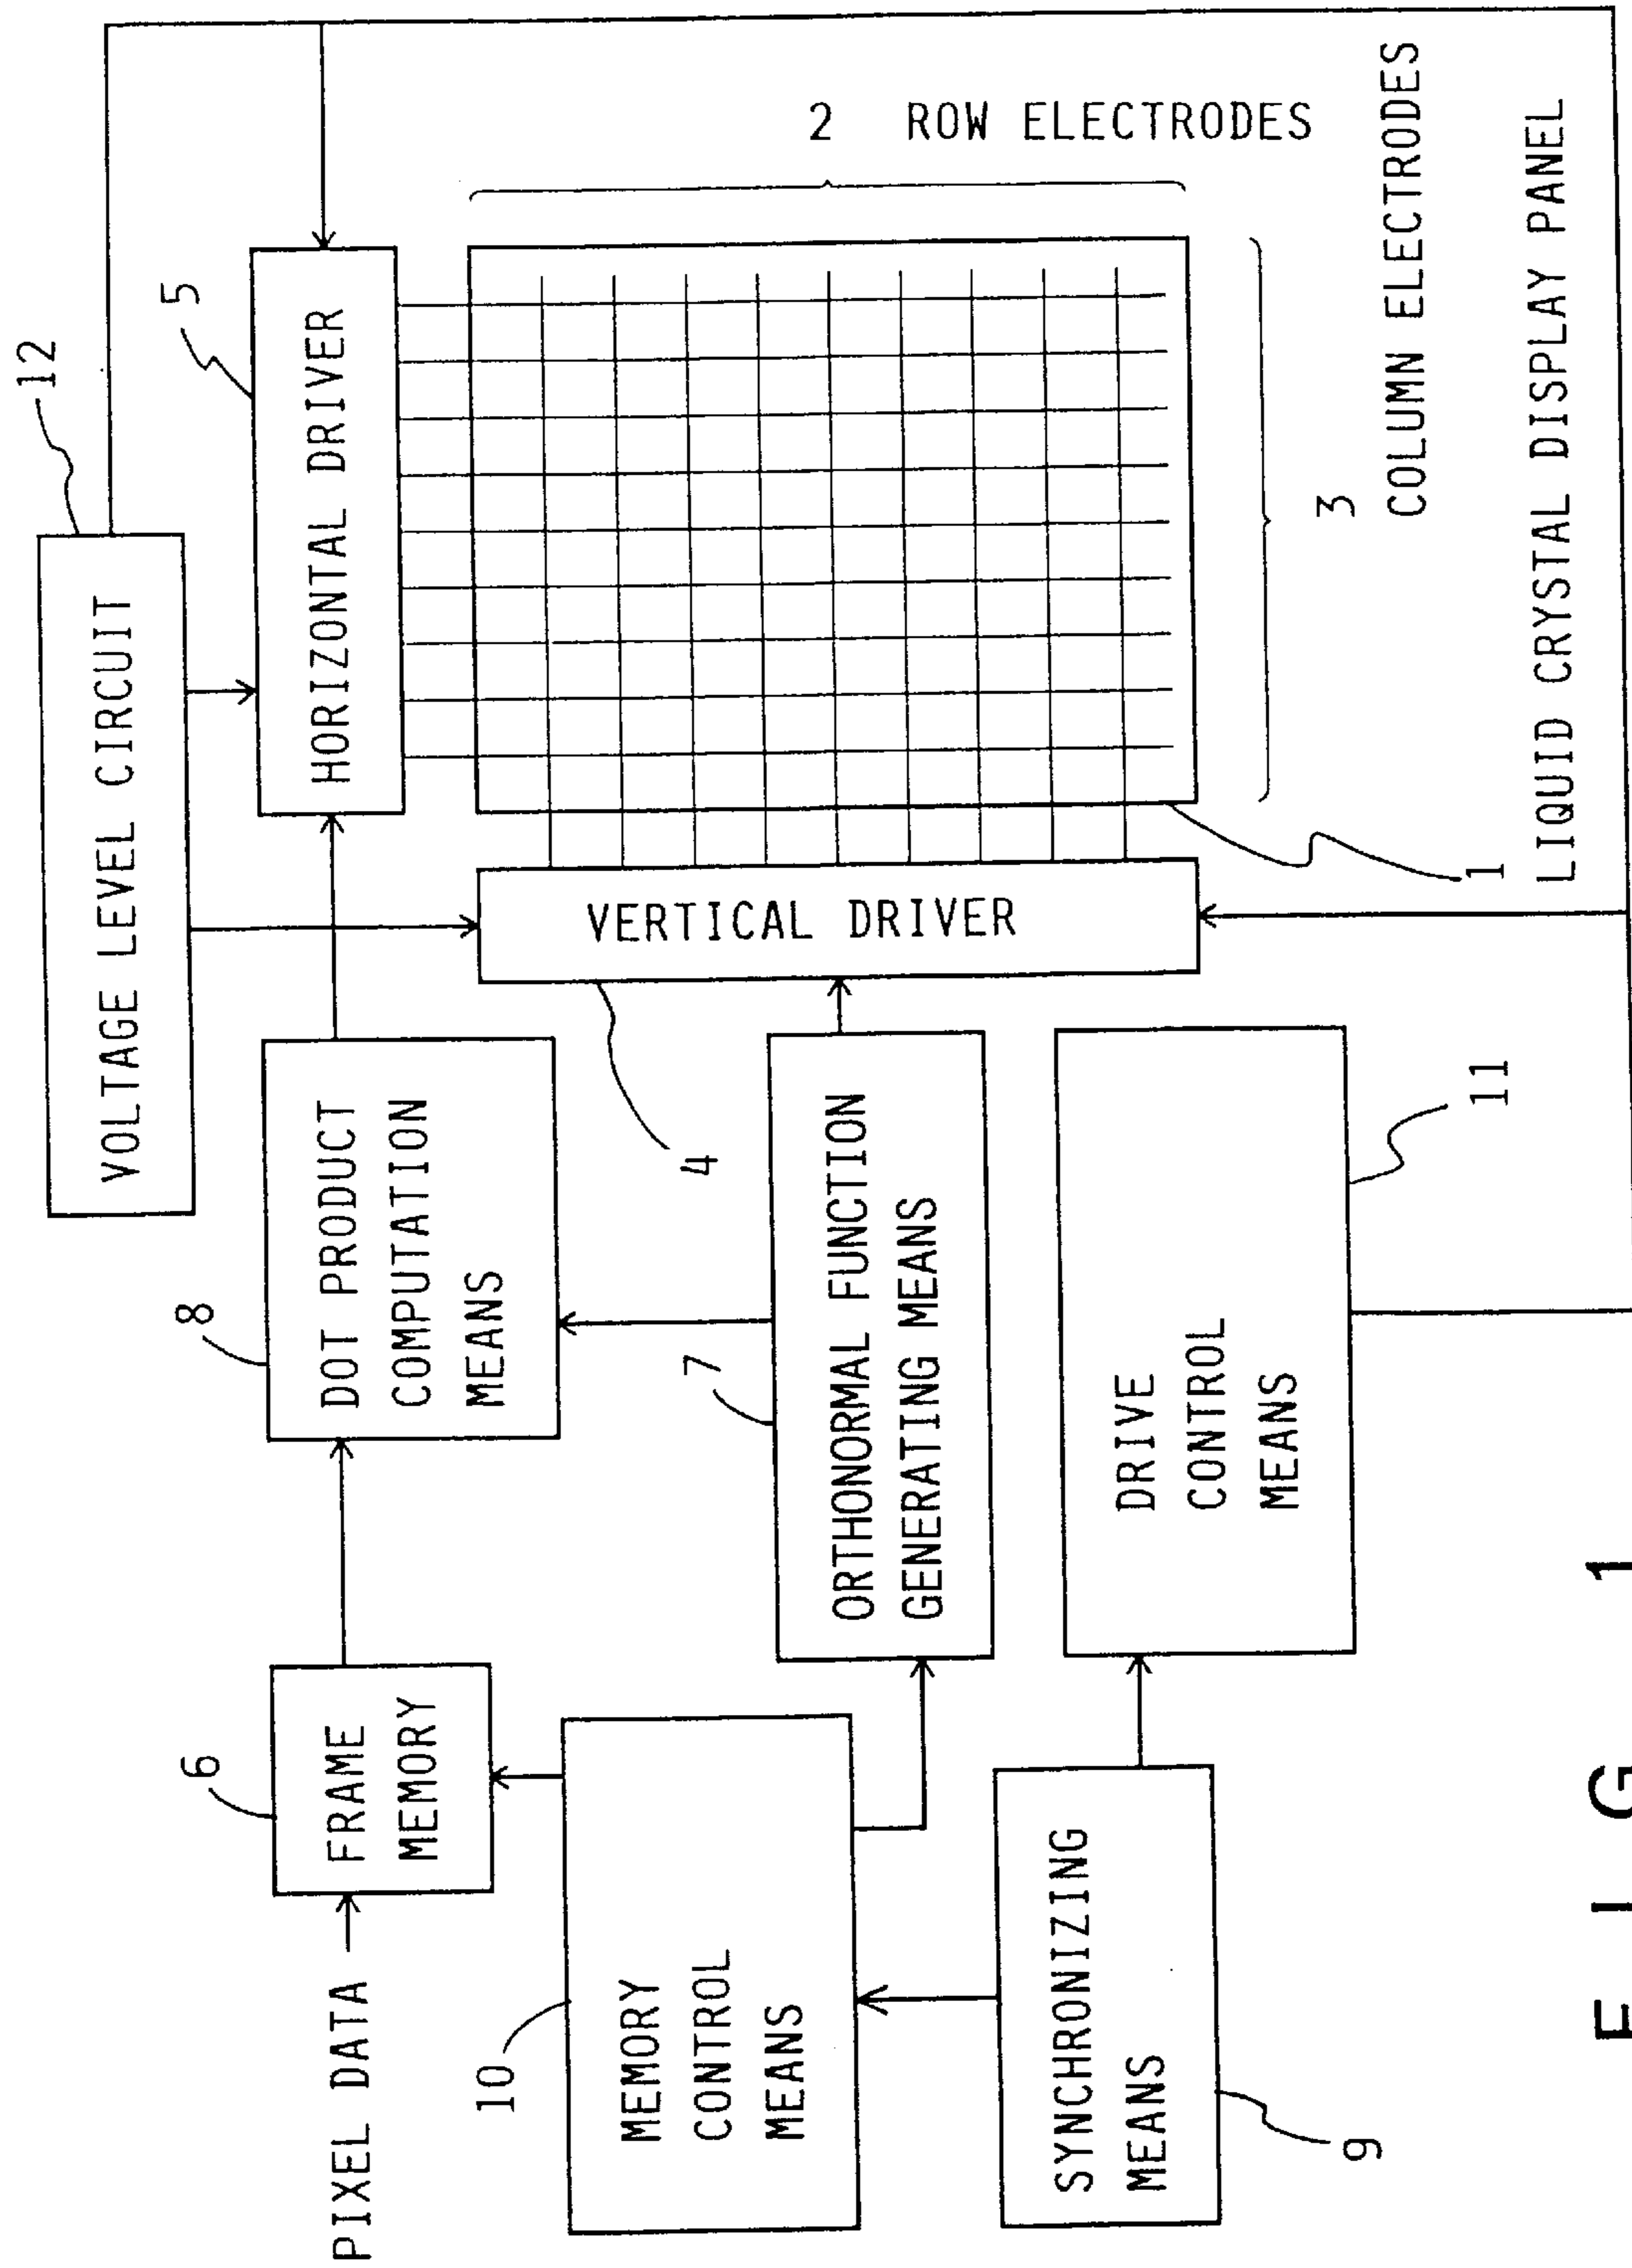 12
VOLTAGE LEVEL CIRCUIT
5
HORIZONTAL DRIVER
8
DOT PRODUCT
COMPUTATION
MEANS
6
FRAME
MEMORY
PIXEL DATA
2 ROW ELECTRODES
VERTICAL DRIVER
4
7
ORTHONORMAL FUNCTION
GENERATING MEANS
10
MEMORY
CONTROL
MEANS
DRIVE
CONTROL
MEANS
11
SYNCHRONIZING
MEANS
9
3
COLUMN ELECTRODES
1
LIQUID CRYSTAL DISPLAY PANEL
FIG 1